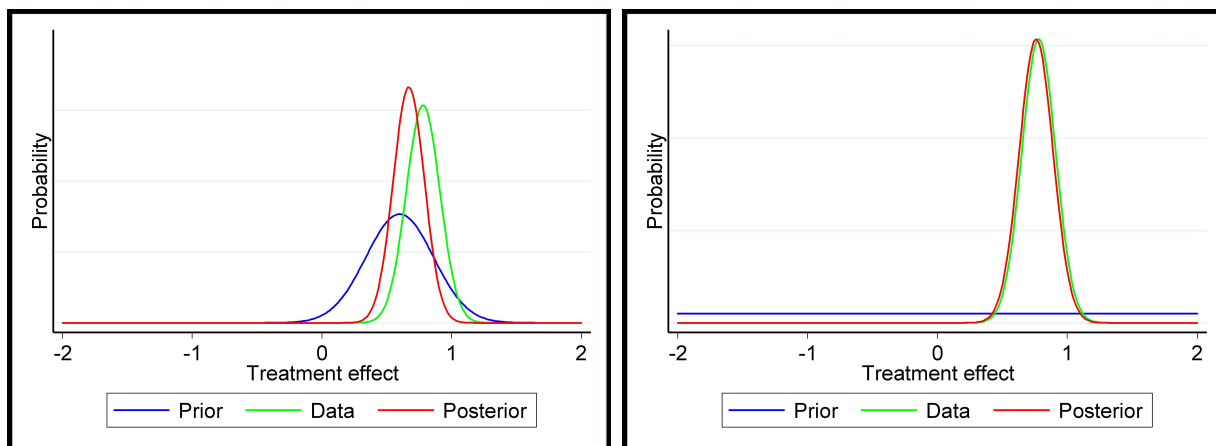 Probability
-2 -1 0 1 2
Treatment effect
Prior Data Posterior
Probability
-2 -1 0 1 2
Treatment effect
Prior Data Posterior